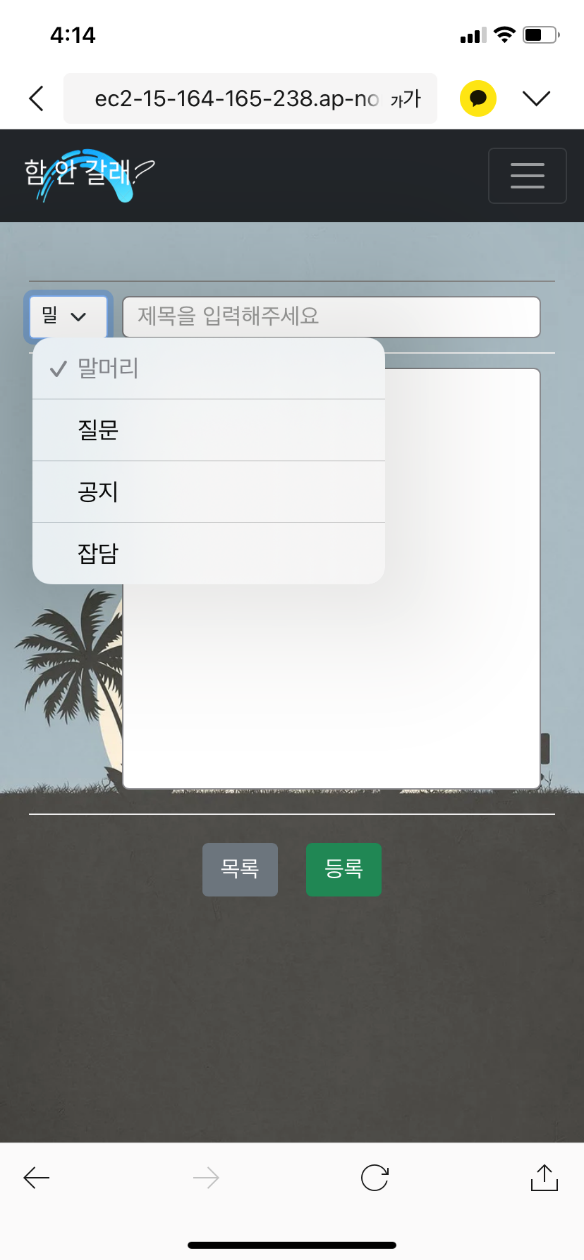 4:14
ec2-15-164-165-238.ap-no 가가
함 안 갈래?
밀 제목을 입력해주세요
말머리
질문
공지
잡담
목록 등록